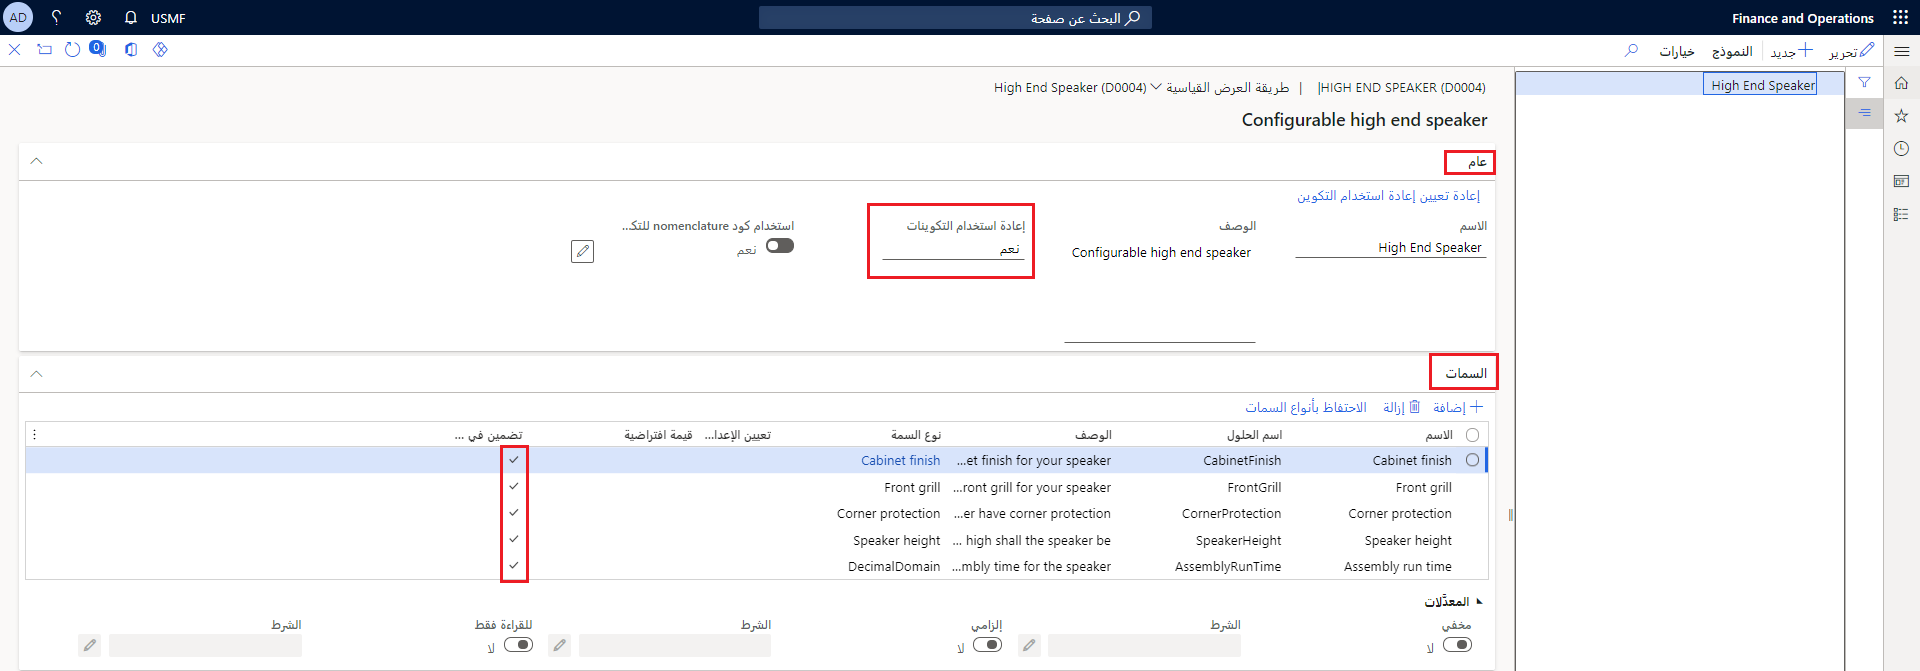 Finance and Operations
البحث عن صفحة
USMF
AD
تحرير
جديد
النموذج
خيارات
0
High End Speaker
HIGH END SPEAKER (D0004)| | طريقة العرض القياسية High End Speaker (D0004)
Configurable high end speaker
عام
إعادة تعيين إعادة استخدام التكوين
الاسم
High End Speaker
الوصف
Configurable high end speaker
إعادة استخدام التكوينات
نعم
استخدام كود nomenclature للتك...
نعم
السمات
إضافة إزالة الاحتفاظ بأنواع السمات
الاسم اسم الحلول الوصف نوع السمة تعيين الإعدا... قيمة افتراضية تضمين في ...
Cabinet finish CabinetFinish ...et finish for your speaker Cabinet finish
Front grill FrontGrill ...ront grill for your speaker Front grill
Corner protection CornerProtection ...er have corner protection Corner protection
Speaker height SpeakerHeight ... high shall the speaker be Speaker height
Assembly run time AssemblyRunTime ...mbly time for the speaker DecimalDomain
المعدَّلات
مخفي الشرط إلزامي الشرط للقراءة فقط الشرط
لا لا لا